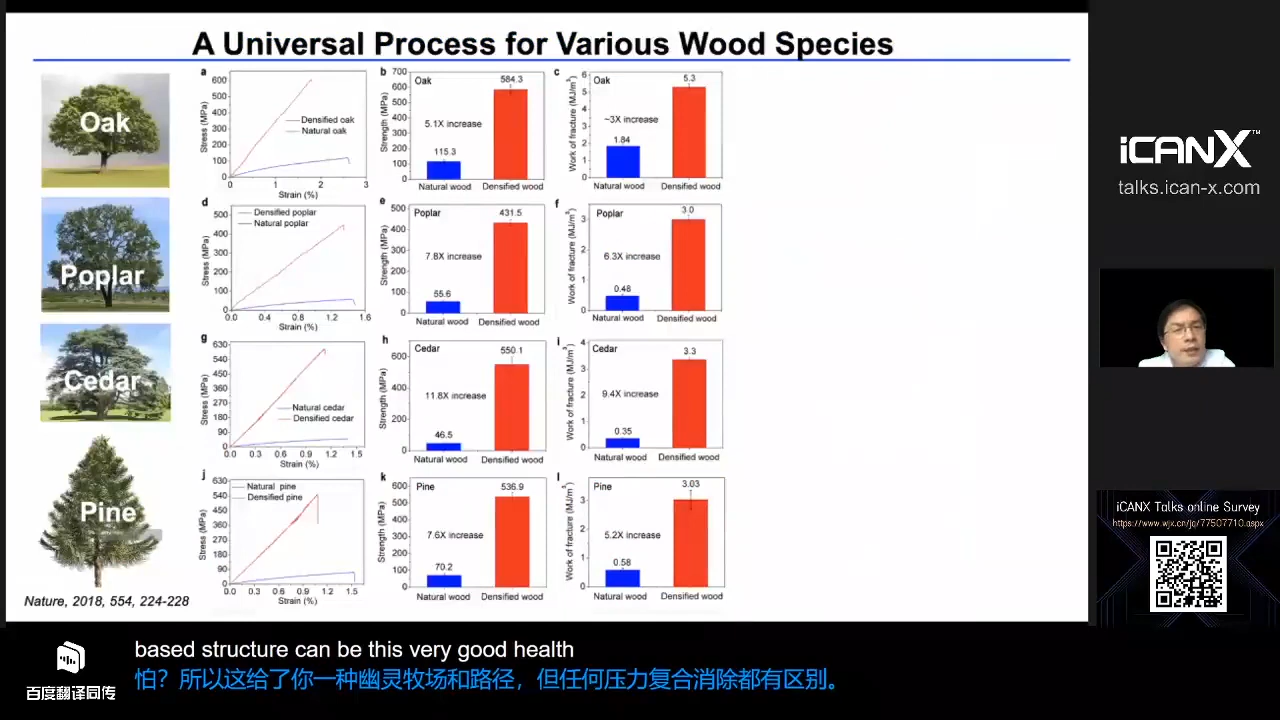 A Universal Process for Various Wood Species
Oak
a
Stress (MPa)
600
500
400
300
200
100
0
Densified oak
Natural oak
0 1 2 3
Strain (%)
b
Strength (MPa)
700
600
500
400
300
200
100
0
Oak
584.3
5.1X increase
115.3
Natural wood Densified wood
c
Work of fracture (MJ/m³)
6
5
4
3
2
1
0
Oak
5.3
~3X increase
1.84
Natural wood Densified wood
Poplar
d
Stress (MPa)
500
400
300
200
100
0
Densified poplar
Natural poplar
0.0 0.4 0.8 1.2 1.6
Strain (%)
e
Strength (MPa)
500
400
300
200
100
0
Poplar
431.5
7.8X increase
55.6
Natural wood Densified wood
f
Work of fracture (MJ/m³)
3
2
1
0
Poplar
3.0
6.3X increase
0.48
Natural wood Densified wood
Cedar
g
Stress (MPa)
630
540
450
360
270
180
90
0
Natural cedar
Densified cedar
0.0 0.3 0.6 0.9 1.2 1.5
Strain (%)
h
Strength (MPa)
600
400
200
0
Cedar
550.1
11.8X increase
46.5
Natural wood Densified wood
i
Work of fracture (MJ/m³)
4
3
2
1
0
Cedar
3.3
9.4X increase
0.35
Natural wood Densified wood
Pine
j
Stress (MPa)
630
540
450
360
270
180
90
0
Natural pine
Densified pine
0.0 0.3 0.6 0.9 1.2 1.5
Strain (%)
k
Strength (MPa)
600
500
400
300
200
100
0
Pine
536.9
7.6X increase
70.2
Natural wood Densified wood
l
Work of fracture (MJ/m³)
3
2
1
0
Pine
3.03
5.2X increase
0.58
Natural wood Densified wood
Nature, 2018, 554, 224-228
iCANX™
talks.ican-x.com
iCANX Talks online Survey
https://www.wjx.cn/jq/77507710.aspx
based structure can be this very good health
怕？所以这给了你一种幽灵牧场和路径，但任何压力复合消除都有区别。
百度翻译同传